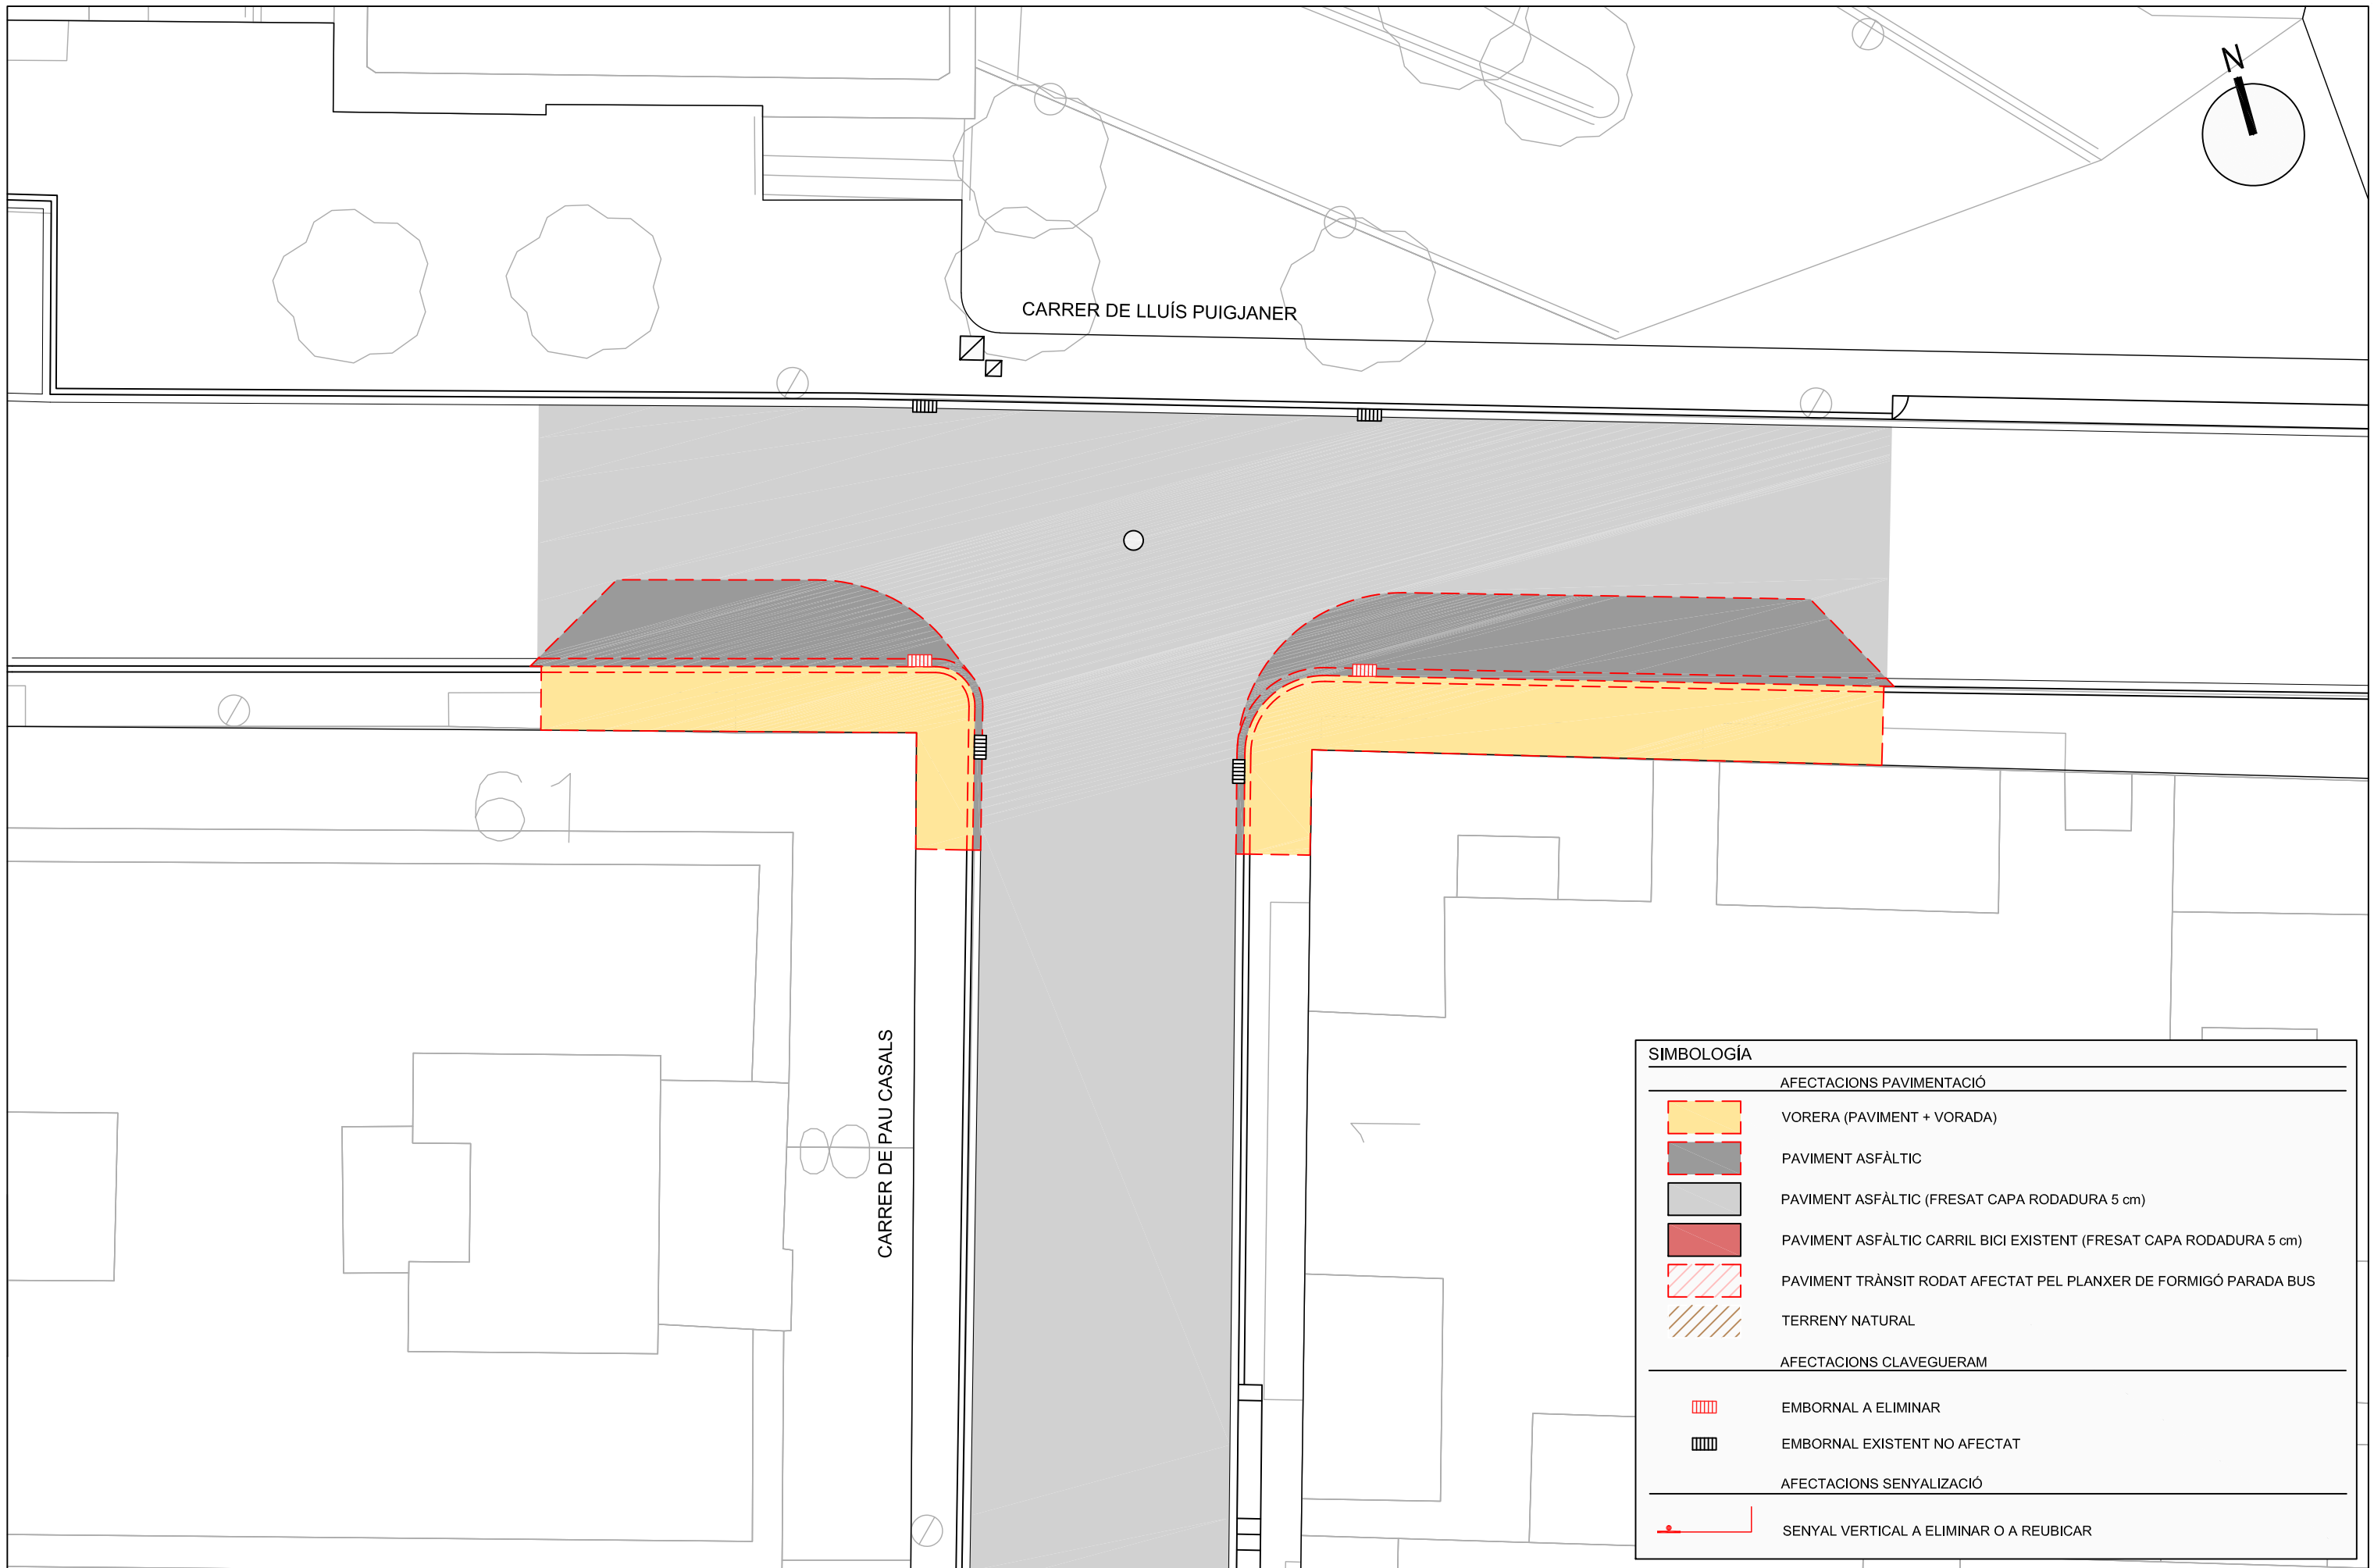 N
CARRER DE LLUÍS PUIGJANER
61
CARRER DE PAU CASALS
8
1
SIMBOLOGÍA
AFECTACIONS PAVIMENTACIÓ
VORERA (PAVIMENT + VORADA)
PAVIMENT ASFÀLTIC
PAVIMENT ASFÀLTIC (FRESAT CAPA RODADURA 5 cm)
PAVIMENT ASFÀLTIC CARRIL BICI EXISTENT (FRESAT CAPA RODADURA 5 cm)
PAVIMENT TRÀNSIT RODAT AFECTAT PEL PLANXER DE FORMIGÓ PARADA BUS
TERRENY NATURAL
AFECTACIONS CLAVEGUERAM
EMBORNAL A ELIMINAR
EMBORNAL EXISTENT NO AFECTAT
AFECTACIONS SENYALIZACIÓ
SENYAL VERTICAL A ELIMINAR O A REUBICAR